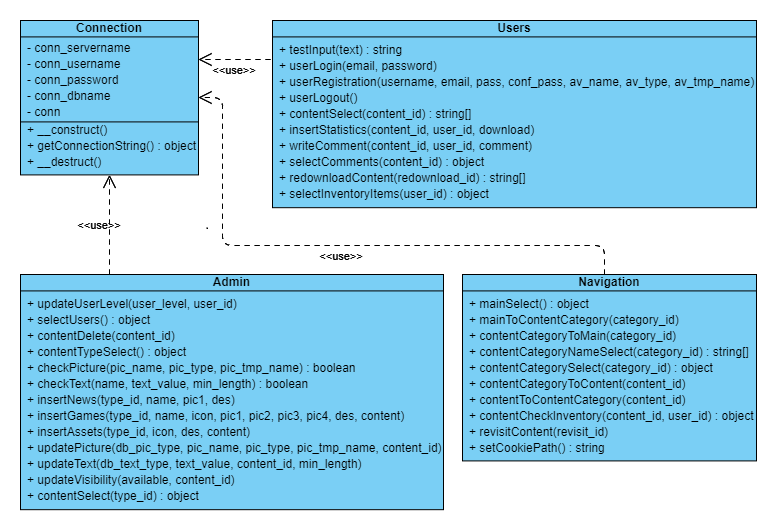 Connection
- conn_servername
- conn_username
- conn_password
- conn_dbname
- conn
+ __construct()
+ getConnectionString() : object
+ __destruct()
Users
+ testInput(text) : string
+ userLogin(email, password)
+ userRegistration(username, email, pass, conf_pass, av_name, av_type, av_tmp_name)
+ userLogout()
+ contentSelect(content_id) : string[]
+ insertStatistics(content_id, user_id, download)
+ writeComment(content_id, user_id, comment)
+ selectComments(content_id) : object
+ redownloadContent(redownload_id) : string[]
+ selectInventoryItems(user_id) : object
<<use>>
<<use>>
<<use>>
Admin
+ updateUserLevel(user_level, user_id)
+ selectUsers() : object
+ contentDelete(content_id)
+ contentTypeSelect() : object
+ checkPicture(pic_name, pic_type, pic_tmp_name) : boolean
+ checkText(name, text_value, min_length) : boolean
+ insertNews(type_id, name, pic1, des)
+ insertGames(type_id, name, icon, pic1, pic2, pic3, pic4, des, content)
+ insertAssets(type_id, icon, des, content)
+ updatePicture(db_pic_type, pic_name, pic_type, pic_tmp_name, content_id)
+ updateText(db_text_type, text_value, content_id, min_length)
+ updateVisibility(available, content_id)
+ contentSelect(type_id) : object
Navigation
+ mainSelect() : object
+ mainToContentCategory(category_id)
+ contentCategoryToMain(category_id)
+ contentCategoryNameSelect(category_id) : string[]
+ contentCategorySelect(category_id) : object
+ contentCategoryToContent(content_id)
+ contentToContentCategory(content_id)
+ contentCheckInventory(content_id, user_id) : object
+ revisitContent(revisit_id)
+ setCookiePath() : string